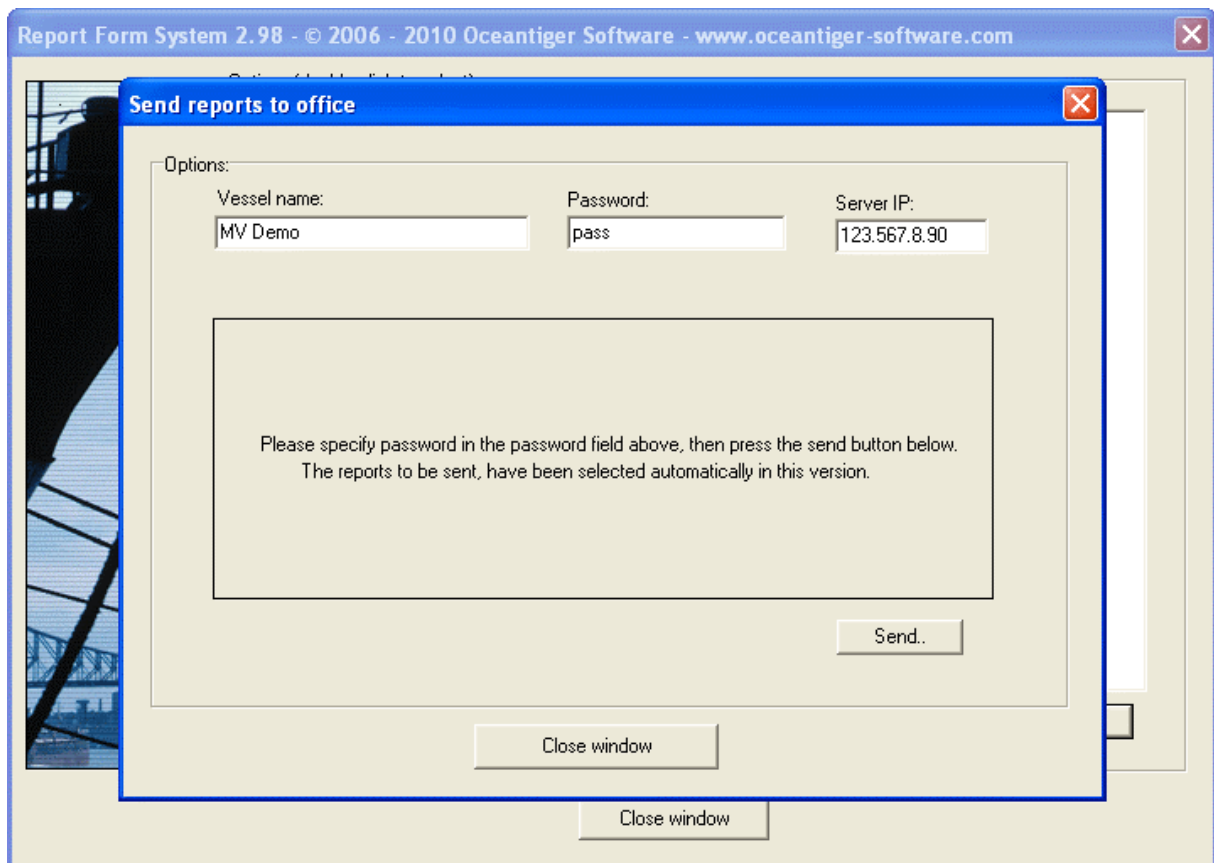 Report Form System 2.98 - © 2006 - 2010 Oceantiger Software - www.oceantiger-software.com
Send reports to office
Options:
Vessel name:
Password:
Server IP:
MV Demo
pass
123.567.8.90
Please specify password in the password field above, then press the send button below.
The reports to be sent, have been selected automatically in this version.
Send..
Close window
Close window